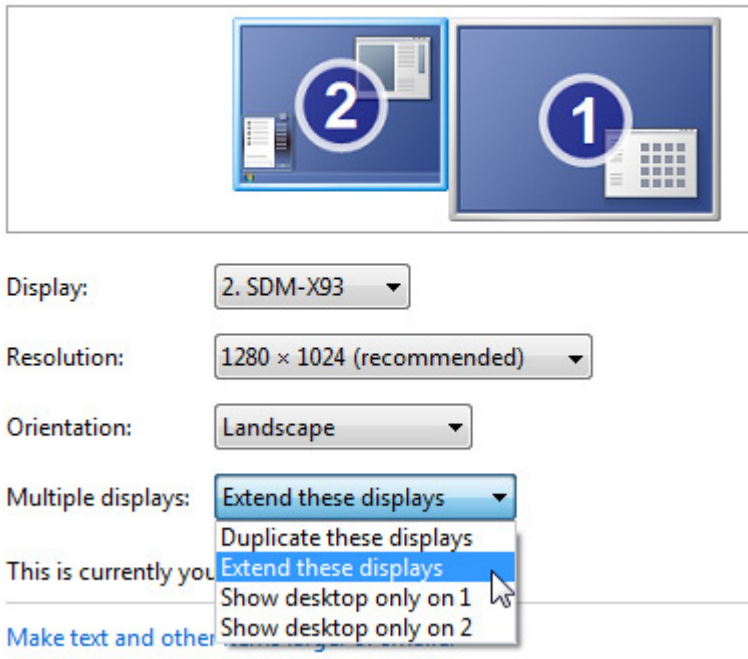 2
1
Display: 2. SDM-X93
Resolution: 1280 × 1024 (recommended)
Orientation: Landscape
Multiple displays: Extend these displays
Duplicate these displays
This is currently you
Extend these displays
Show desktop only on 1
Show desktop only on 2
Make text and other